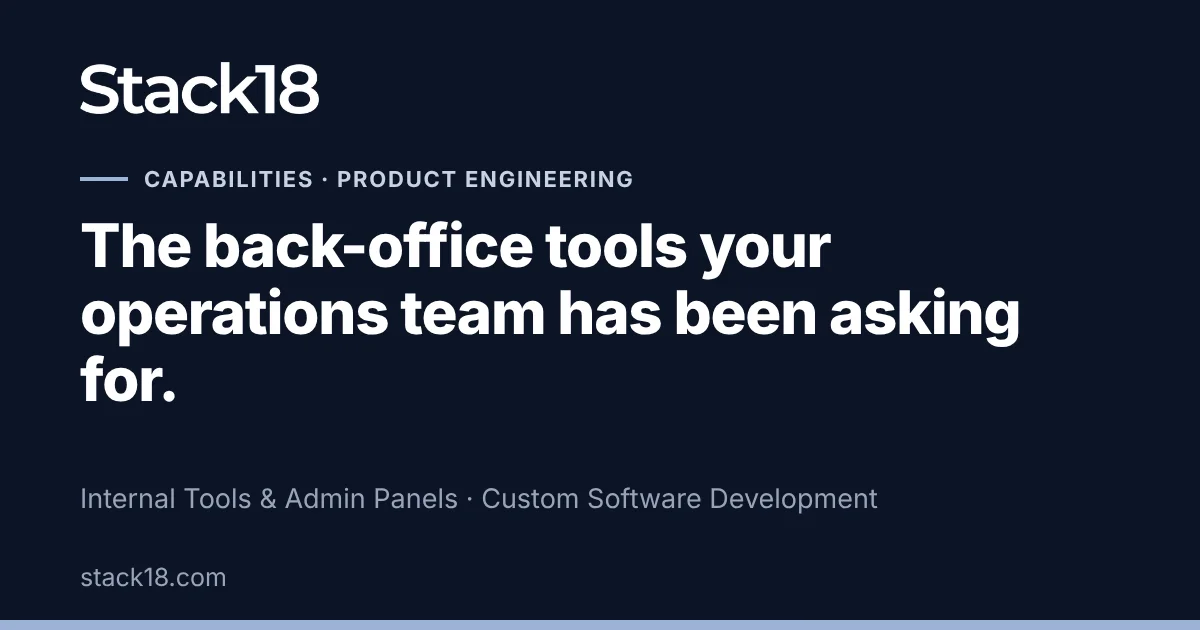 Stack18
CAPABILITIES · PRODUCT ENGINEERING
The back-office tools your
operations team has been asking
for.
Internal Tools & Admin Panels · Custom Software Development
stack18.com